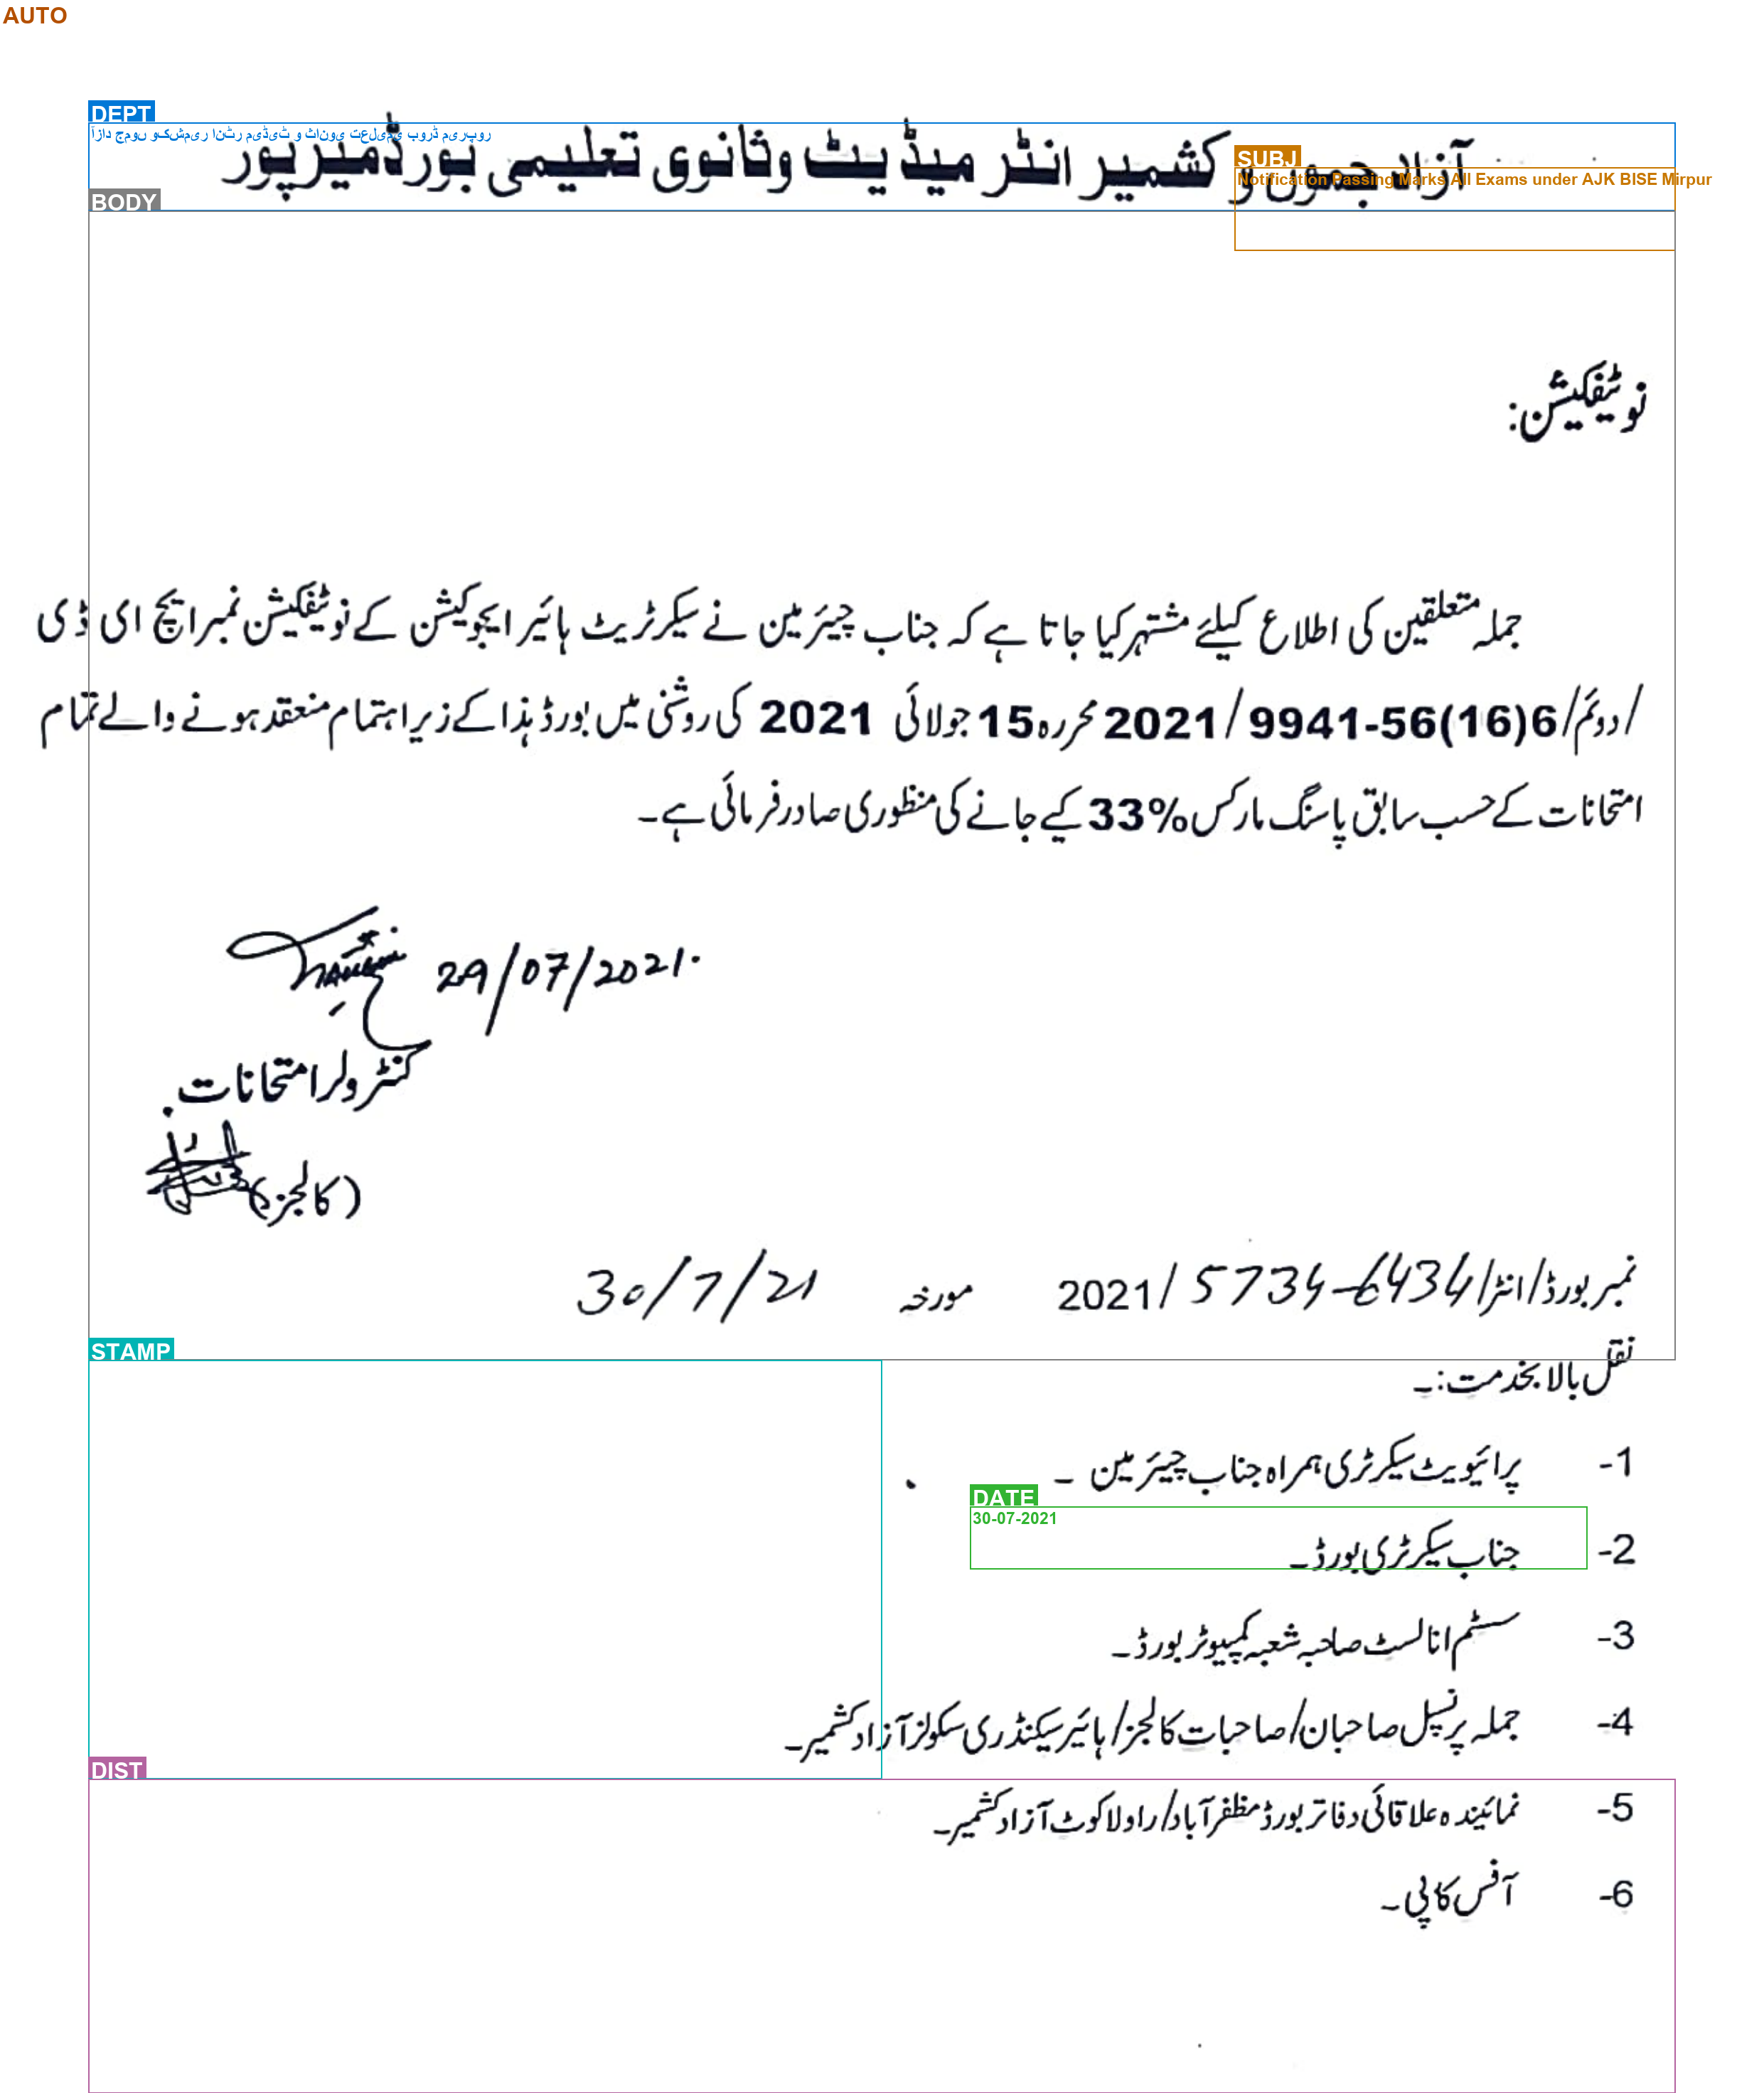 AUTO
DEPT
آزاد جموں وکشمیر انٹر میڈیٹ و ثانوی تعلیمی بورڈ میرپور
آزاد جموں و کشمیر انٹر میڈیٹ وثانوی تعلیمی بورڈ میرپور
SUBJ
Notification Passing Marks All Exams under AJK BISE Mirpur
BODY
نوٹیفکیشن:
جملہ متعلقین کی اطلاع کیلئے مشتہر کیا جاتا ہے کہ جناب چیئرمین نے سیکرٹریٹ ہائیر ایجوکیشن کے نوٹیفکیشن نمبر ایچ ای ڈی
/دوئم/6(16)56-9941/2021 محررہ 15 جولائی 2021 کی روشنی میں بورڈ ہذا کے زیر اہتمام منعقد ہونے والے تمام
امتحانات کے حسب سابق پاسنگ مارکس %33 کیے جانے کی منظوری صادر فرمائی ہے۔
29/07/2021.
کنٹرولر امتحانات
(کالجز)
نمبر بورڈ/انٹر/5734-6434/2021 مورخہ 30/7/21
STAMP
نقل بالا بخدمت:۔
1- پرائیویٹ سیکرٹری ہمراہ جناب چیئرمین ۔
DATE
30-07-2021
2- جناب سیکرٹری بورڈ۔
3- سسٹم انالسٹ صاحبہ شعبہ کمپیوٹر بورڈ۔
4- جملہ پرنسپل صاحبان/صاحبات کالجز/ہائیر سیکنڈری سکولز آزاد کشمیر۔
DIST
5- نمائیندہ علاقائی دفاتر بورڈ مظفرآباد/راولاکوٹ آزاد کشمیر۔
6- آفس کاپی۔